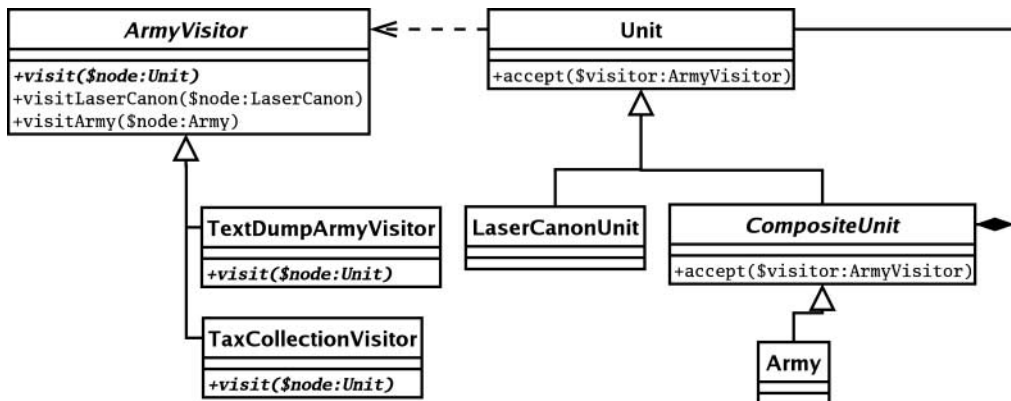 ArmyVisitor
+visit($node:Unit)
+visitLaserCanon($node:LaserCanon)
+visitArmy($node:Army)
Unit
+accept($visitor:ArmyVisitor)
TextDumpArmyVisitor
+visit($node:Unit)
TaxCollectionVisitor
+visit($node:Unit)
LaserCanonUnit
CompositeUnit
+accept($visitor:ArmyVisitor)
Army